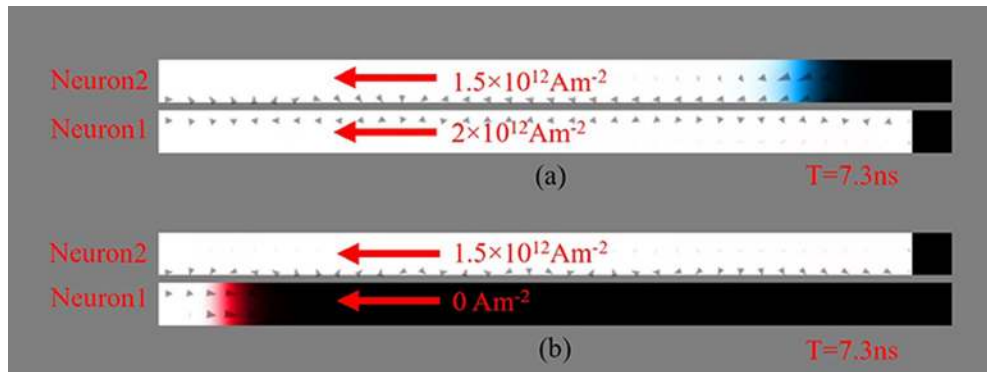 Neuron2 1.5×10¹²Am⁻²
Neuron1 2×10¹²Am⁻²
(a) T=7.3ns
Neuron2 1.5×10¹²Am⁻²
Neuron1 0 Am⁻²
(b) T=7.3ns